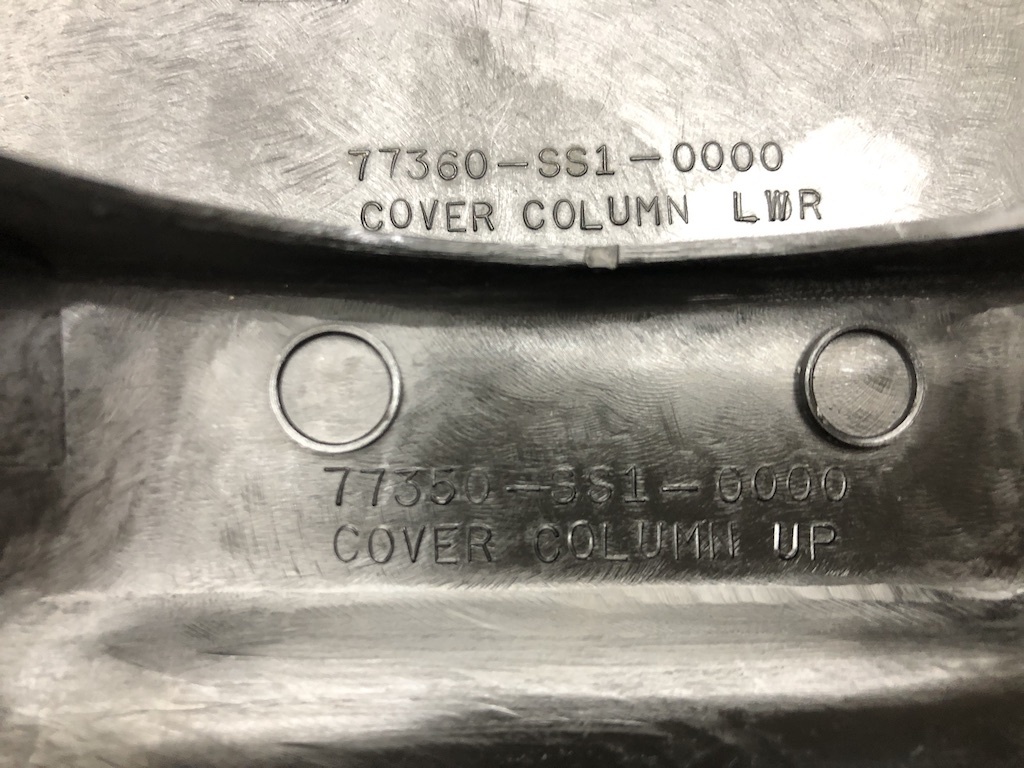 77360-SS1-0000
COVER COLUMN LWR
77350-SS1-0000
COVER COLUMN UP